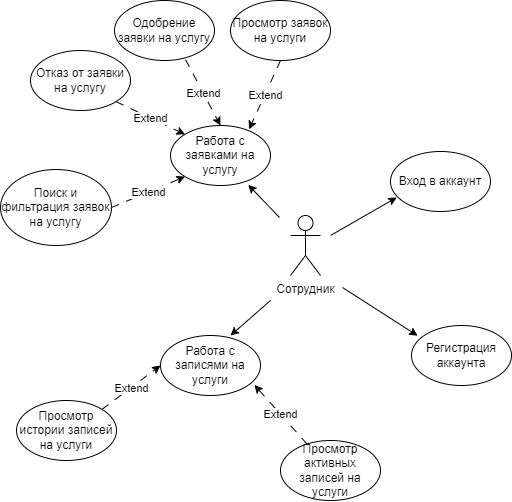 Одобрение
заявки на услугу
Просмотр заявок
на услуги
Отказ от заявки
на услугу
Extend
Extend
Extend
Работа с
заявками на
услугу
Вход в аккаунт
Поиск и
фильтрация заявок
на услугу
Extend
Сотрудник
Работа с
записями на
услуги
Регистрация
аккаунта
Extend
Просмотр
истории записей
на услуги
Extend
Просмотр
активных
записей на
услуги